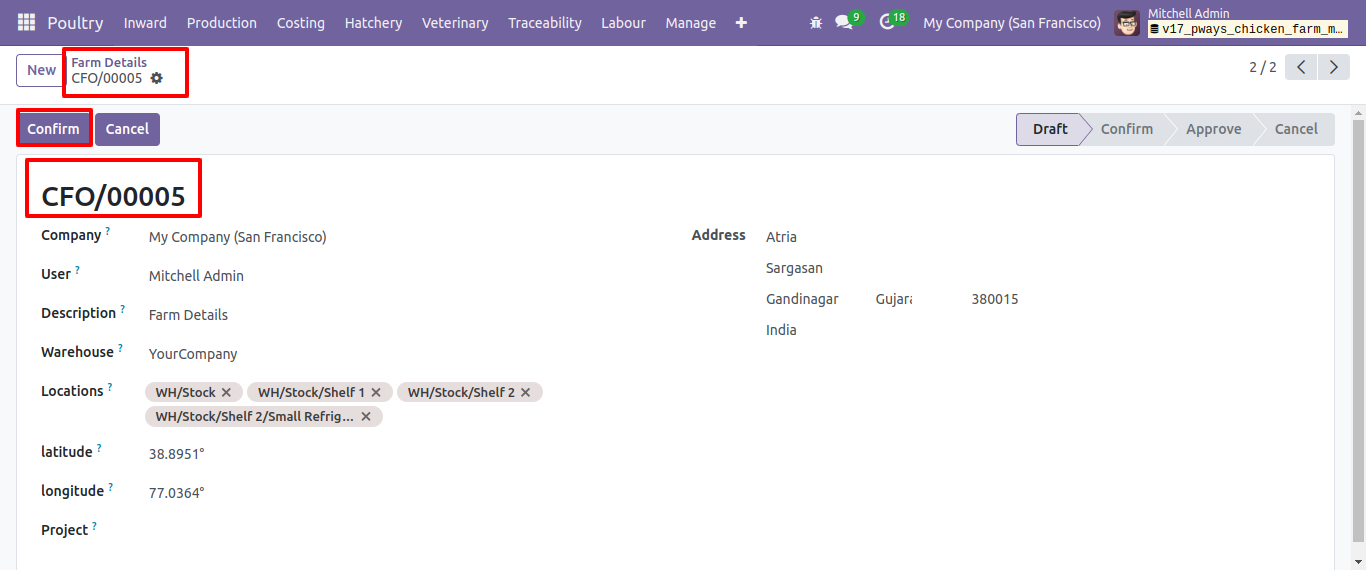 Poultry Inward Production Costing Hatchery Veterinary Traceability Labour Manage 9 18 My Company (San Francisco) Mitchell Admin
v17_pways_chicken_farm_m...
New Farm Details
CFO/00005
2 / 2
Confirm Cancel Draft Confirm Approve Cancel
CFO/00005
Company ? My Company (San Francisco) Address Atria
User ? Mitchell Admin Sargasan
Description ? Farm Details Gandinagar Gujara 380015
Warehouse ? YourCompany India
Locations ? WH/Stock WH/Stock/Shelf 1 WH/Stock/Shelf 2
WH/Stock/Shelf 2/Small Refrig...
latitude ? 38.8951°
longitude ? 77.0364°
Project ?